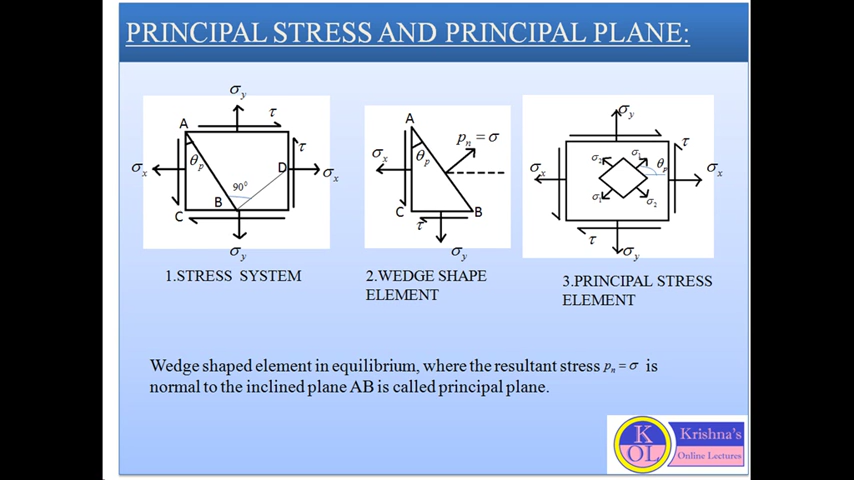 PRINCIPAL STRESS AND PRINCIPAL PLANE:
σy
τ
A
θp
τ
D
σx
σx
90⁰
B
C
σy
A
pn = σ
σx
θp
C
B
τ
σy
σy
τ
σ2
σ1
θp
σx
σx
σ1
σ2
τ
σy
1.STRESS SYSTEM
2.WEDGE SHAPE
ELEMENT
3.PRINCIPAL STRESS
ELEMENT
Wedge shaped element in equilibrium, where the resultant stress pn = σ is
normal to the inclined plane AB is called principal plane.
K
OL
Krishna's
Online Lectures